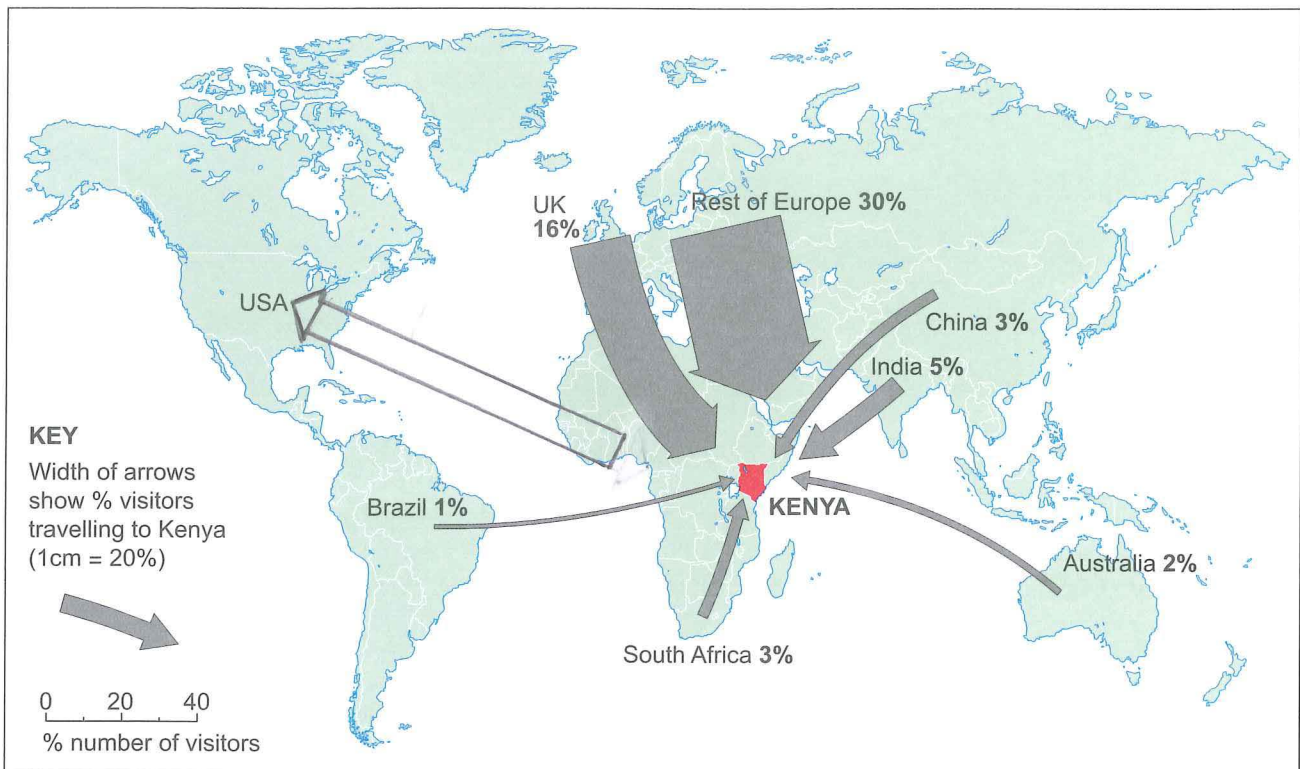 UK
16%
Rest of Europe 30%
USA
China 3%
India 5%
KEY
Width of arrows
show % visitors
travelling to Kenya
(1cm = 20%)
Brazil 1%
KENYA
Australia 2%
South Africa 3%
0 20 40
% number of visitors